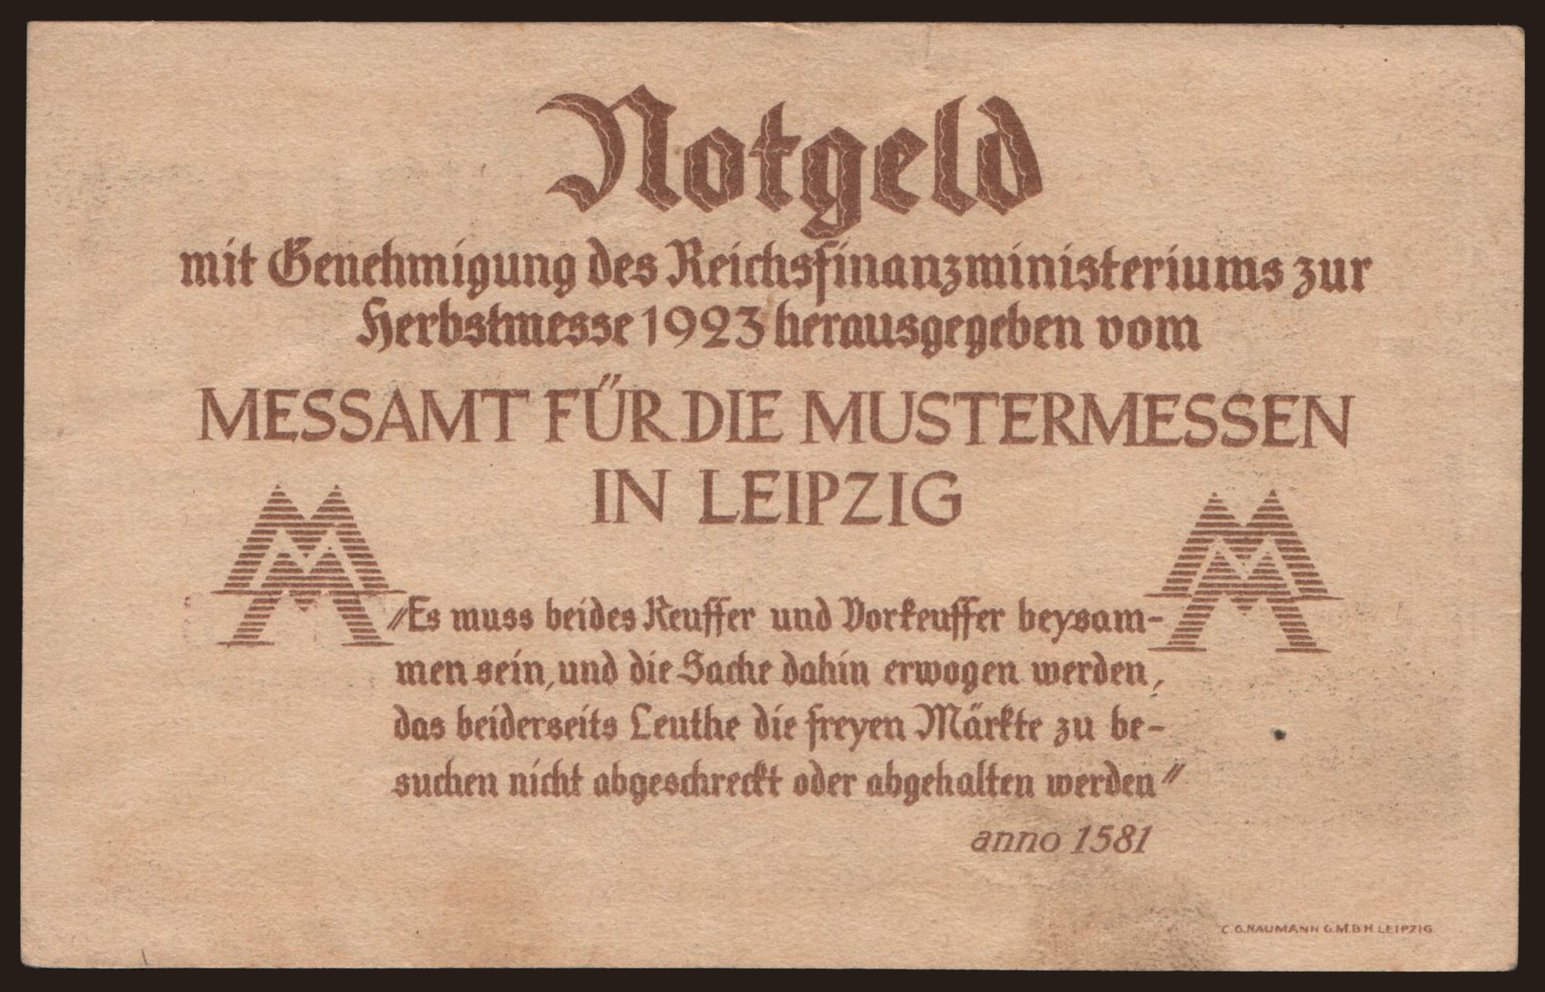 Notgeld
mit Genehmigung des Reichsfinanzministeriums zur
Herbstmesse 1923 herausgegeben vom
MESSAMT FÜR DIE MUSTERMESSEN
IN LEIPZIG
MM MM
"Es muss beides Keuffer und Vorkeuffer beysam-
men sein, und die Sache dahin erwogen werden,
das beiderseits Leuthe die freyen Märkte zu be-
suchen nicht abgeschreckt oder abgehalten werden"
anno 1581
C.G.NAUMANN G.M.B.H LEIPZIG